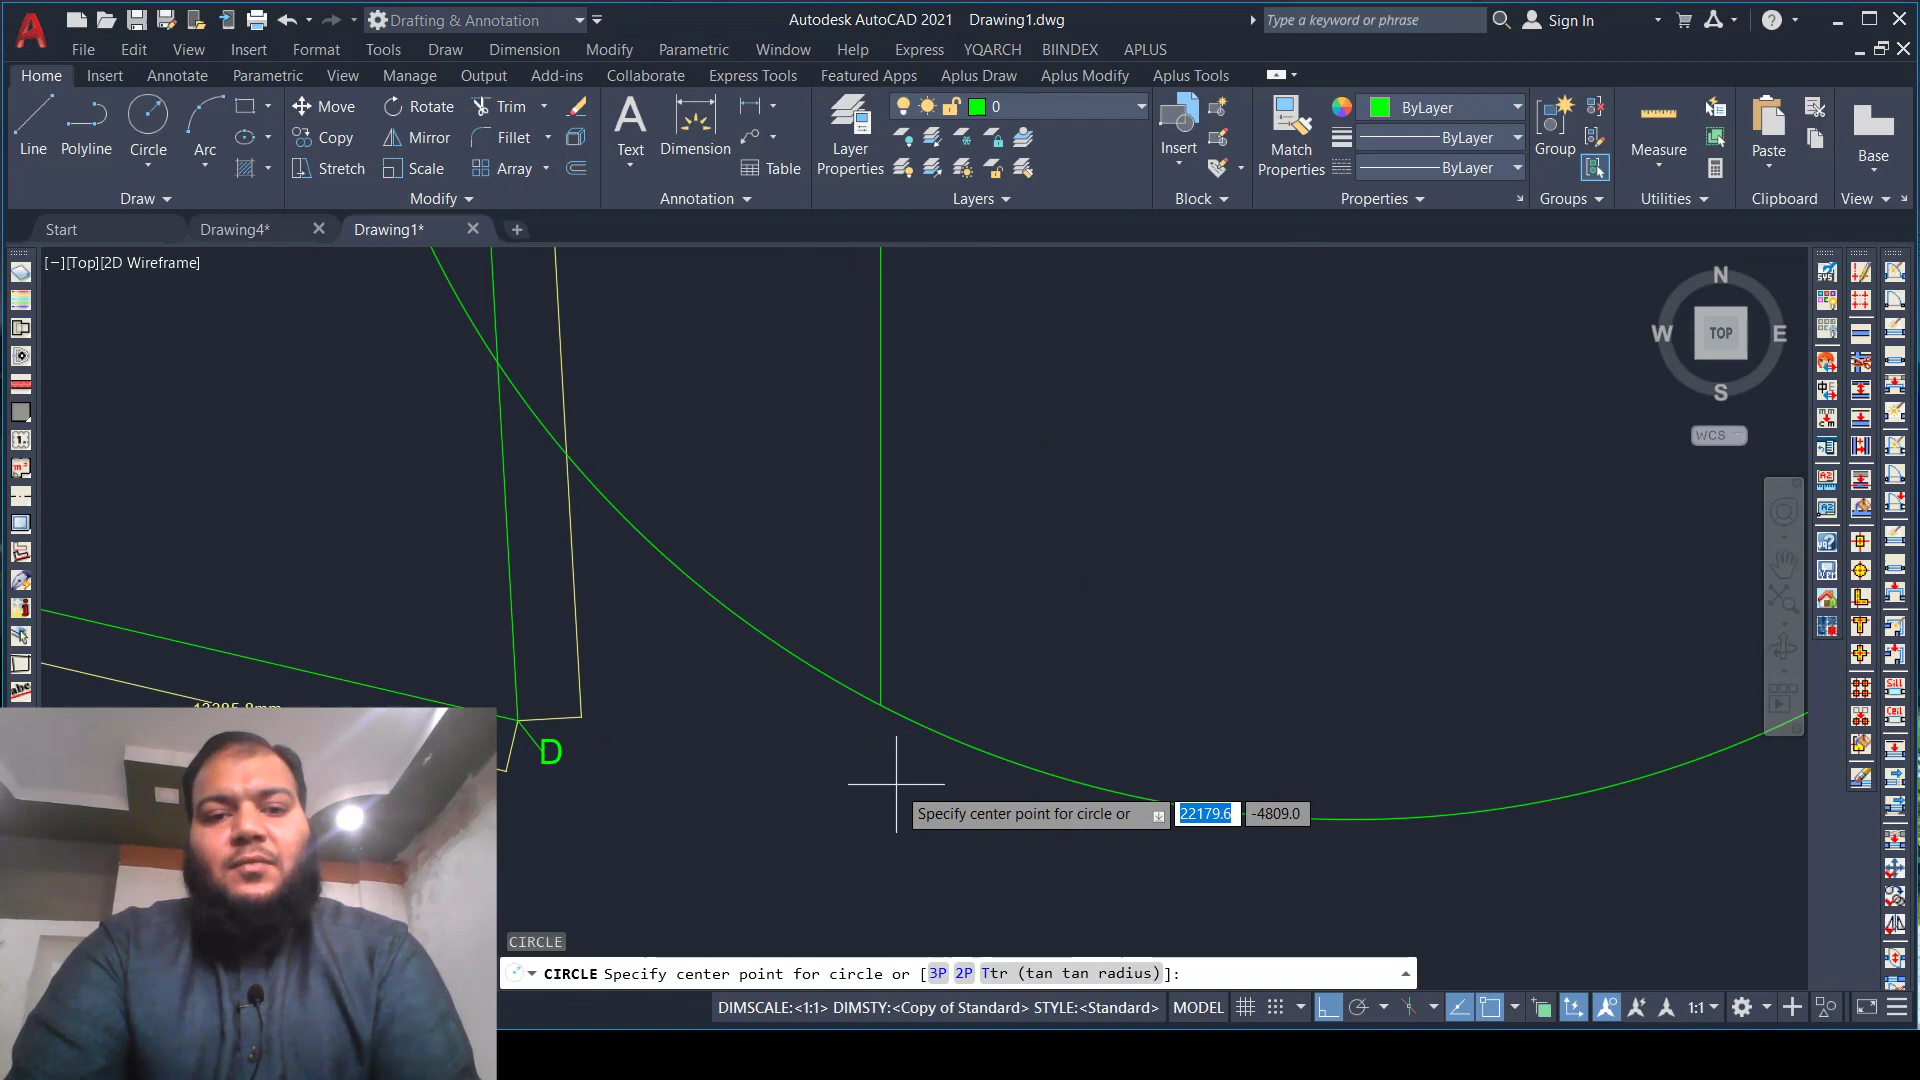 Drafting & Annotation
Autodesk AutoCAD 2021 Drawing1.dwg
Type a keyword or phrase
Sign In
File Edit View Insert Format Tools Draw Dimension Modify Parametric Window Help Express YQARCH BIINDEX APLUS
Home Insert Annotate Parametric View Manage Output Add-ins Collaborate Express Tools Featured Apps Aplus Draw Aplus Modify Aplus Tools
Line Polyline Circle Arc
Move Rotate Trim
Copy Mirror Fillet
Stretch Scale Array
Text Dimension Table
Layer Properties
0
Insert
Match Properties
ByLayer
ByLayer
ByLayer
Group
Measure
Paste
Base
Draw Modify Annotation Layers Block Properties Groups Utilities Clipboard View
Start Drawing4* Drawing1*
[−][Top][2D Wireframe]
N
W TOP E
S
WCS
D
Specify center point for circle or 22179.6 -4809.0
CIRCLE
CIRCLE Specify center point for circle or [3P 2P Ttr (tan tan radius)]:
DIMSCALE:<1:1> DIMSTY:<Copy of Standard> STYLE:<Standard> MODEL 1:1